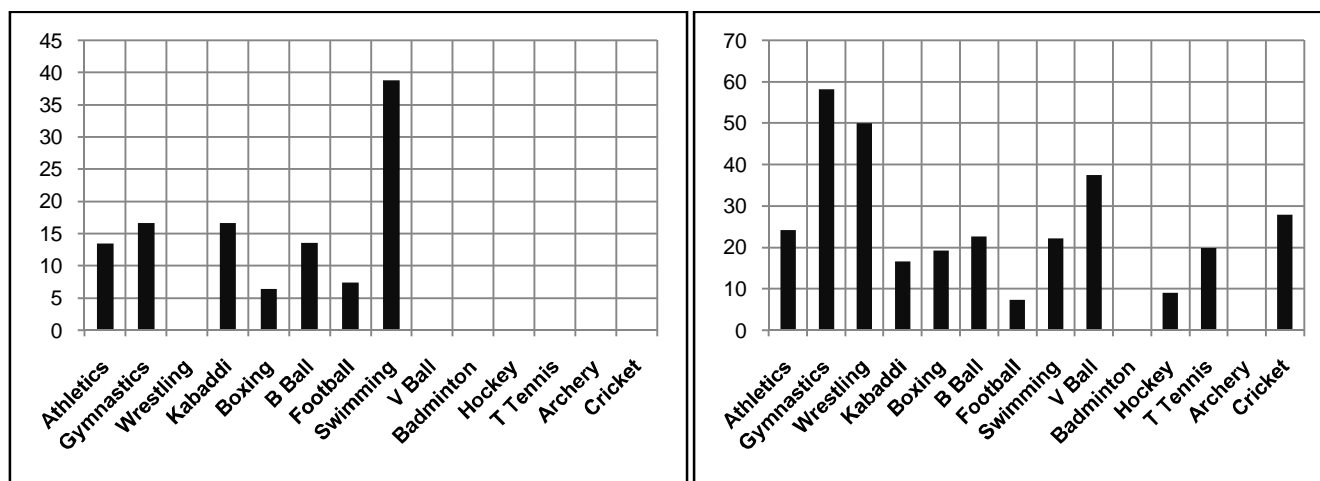 45
40
35
30
25
20
15
10
5
0
Athletics
Gymnastics
Wrestling
Kabaddi
Boxing
B Ball
Football
Swimming
V Ball
Badminton
Hockey
T Tennis
Archery
Cricket
70
60
50
40
30
20
10
0
Athletics
Gymnastics
Wrestling
Kabaddi
Boxing
B Ball
Football
Swimming
V Ball
Badminton
Hockey
T Tennis
Archery
Cricket